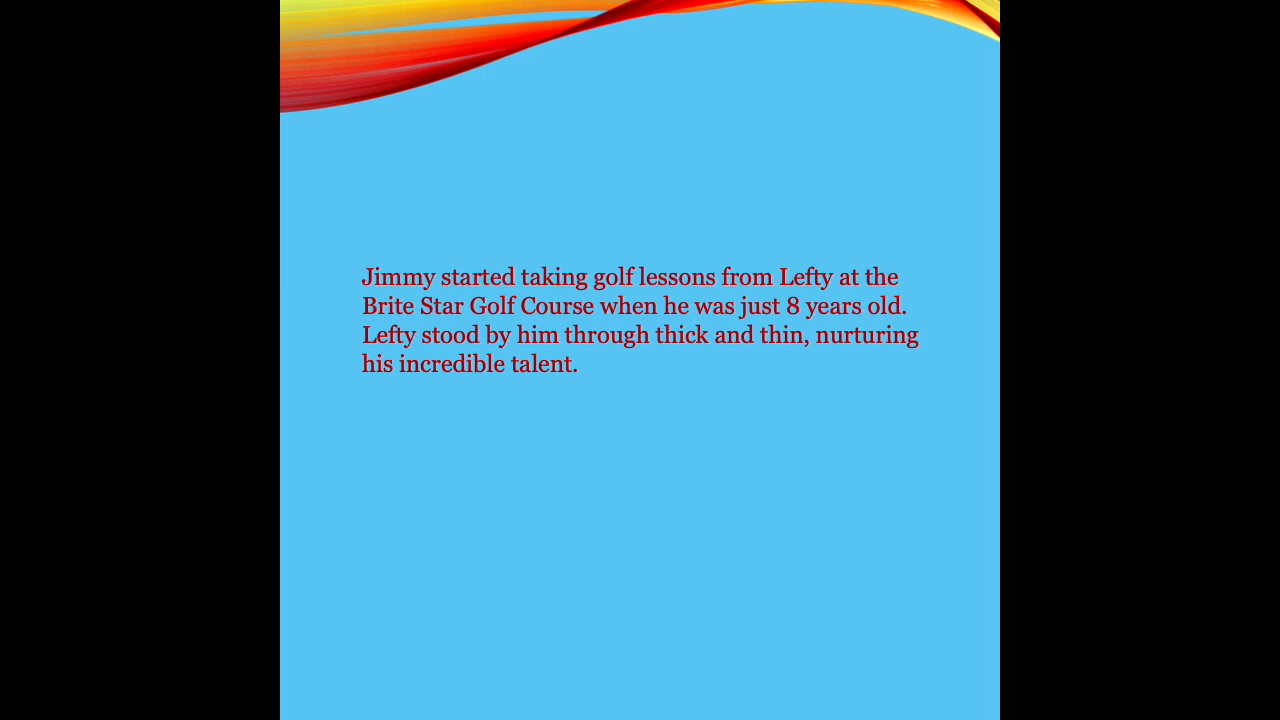 Jimmy started taking golf lessons from Lefty at the
Brite Star Golf Course when he was just 8 years old.
Lefty stood by him through thick and thin, nurturing
his incredible talent.